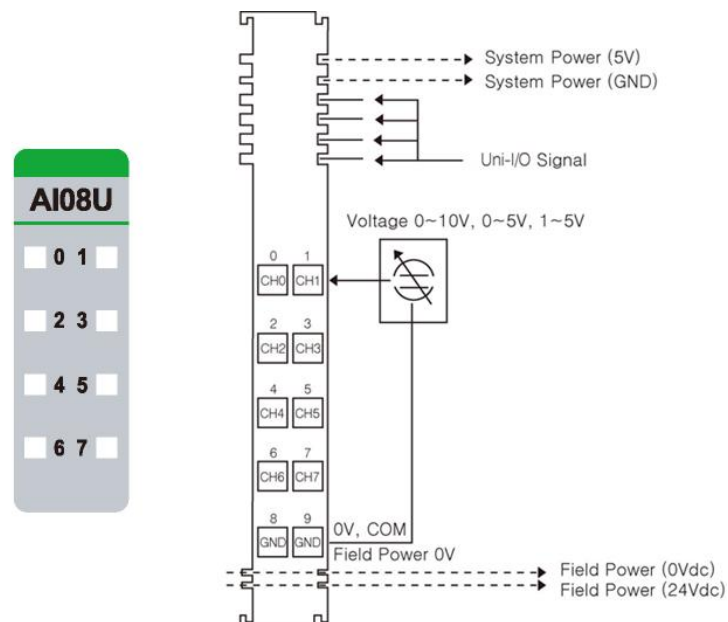 AI08U
0 1
2 3
4 5
6 7
System Power (5V)
System Power (GND)
Uni-I/O Signal
Voltage 0~10V, 0~5V, 1~5V
0 1
CH0 CH1
2 3
CH2 CH3
4 5
CH4 CH5
6 7
CH6 CH7
8 9
GND GND
0V, COM
Field Power 0V
Field Power (0Vdc)
Field Power (24Vdc)